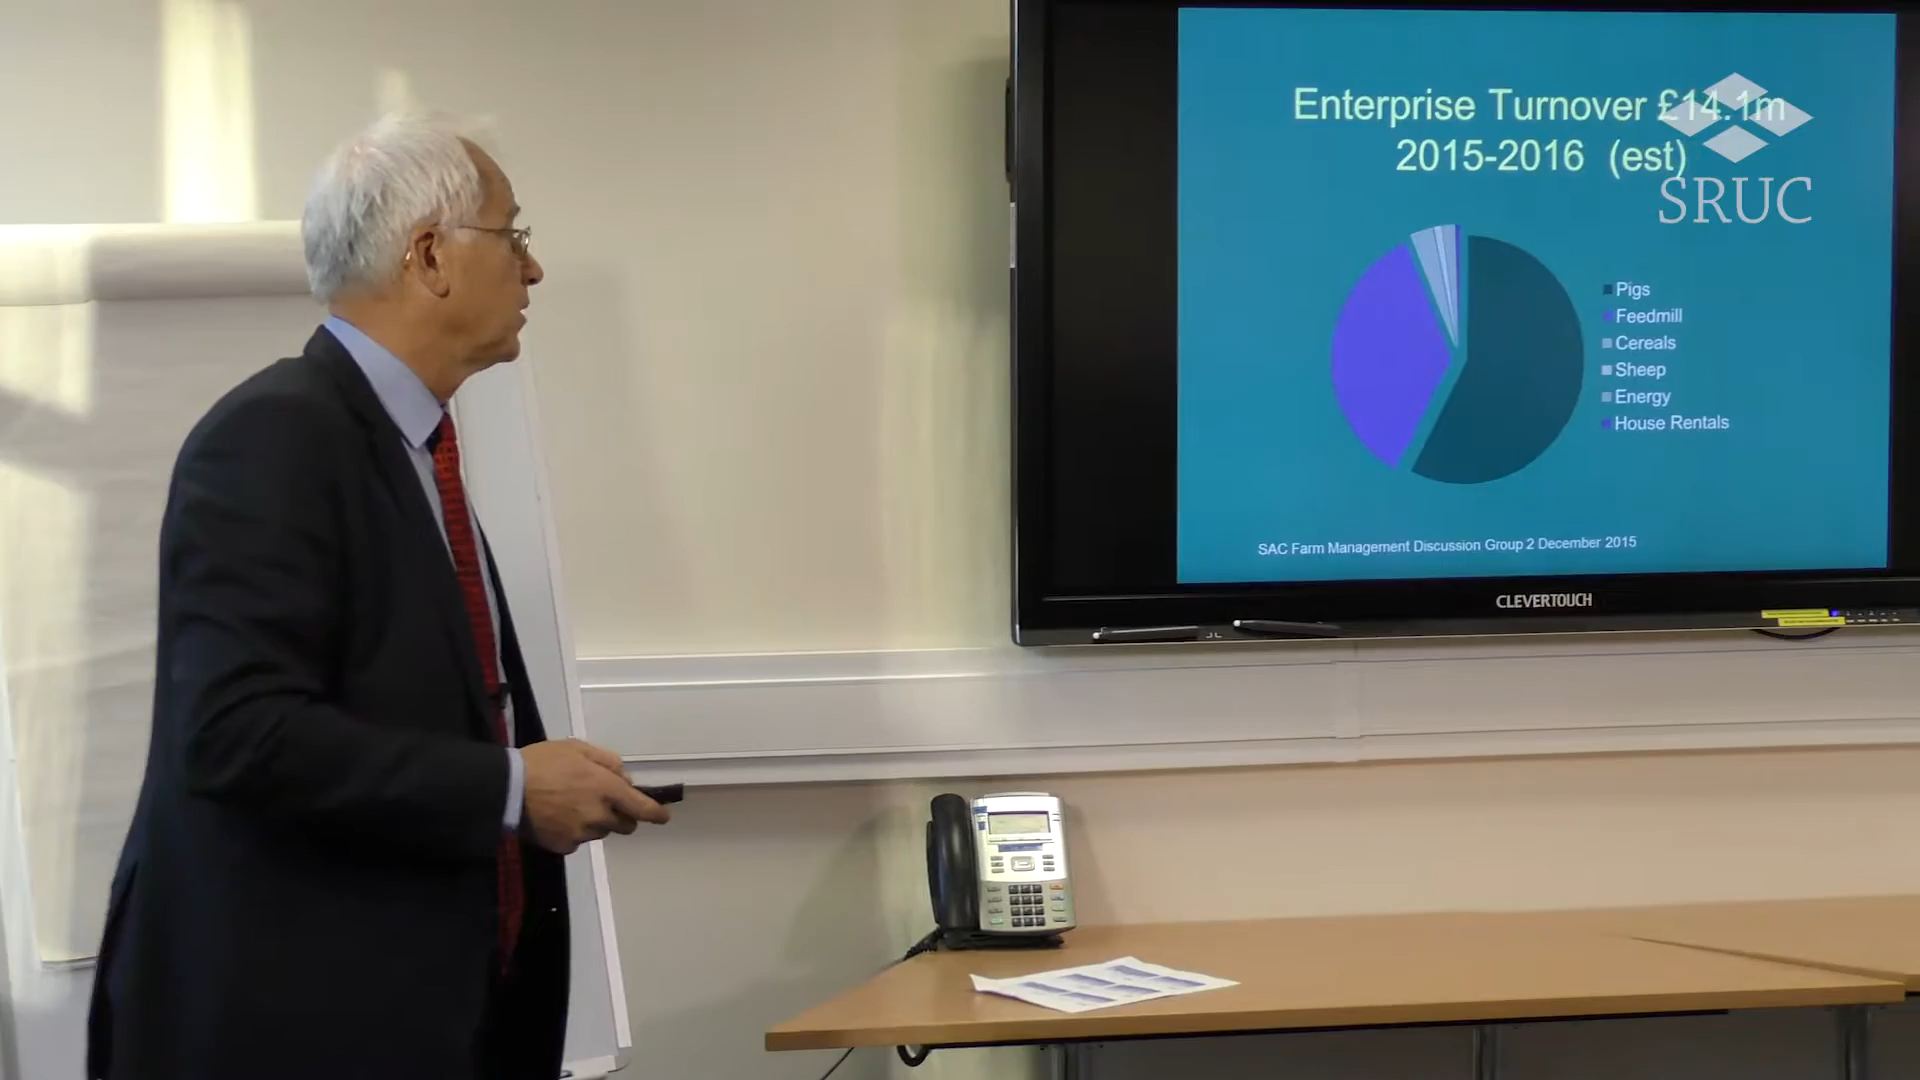 Enterprise Turnover £14.1m
2015-2016 (est)
SRUC
Pigs
Feedmill
Cereals
Sheep
Energy
House Rentals
SAC Farm Management Discussion Group 2 December 2015
CLEVERTOUCH